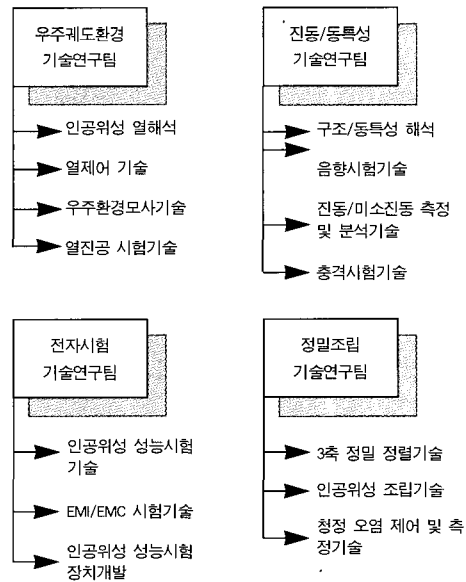 우주궤도환경
기술연구팀
인공위성 열해석
열제어 기술
우주환경모사기술
열진공 시험기술
진동/동특성
기술연구팀
구조/동특성 해석
음향시험기술
진동/미소진동 측정
및 분석기술
충격시험기술
전자시험
기술연구팀
인공위성 성능시험
기술
EMI/EMC 시험기술
인공위성 성능시험
장치개발
정밀조립
기술연구팀
3축 정밀 정렬기술
인공위성 조립기술
청정 오염 제어 및 측
정기술